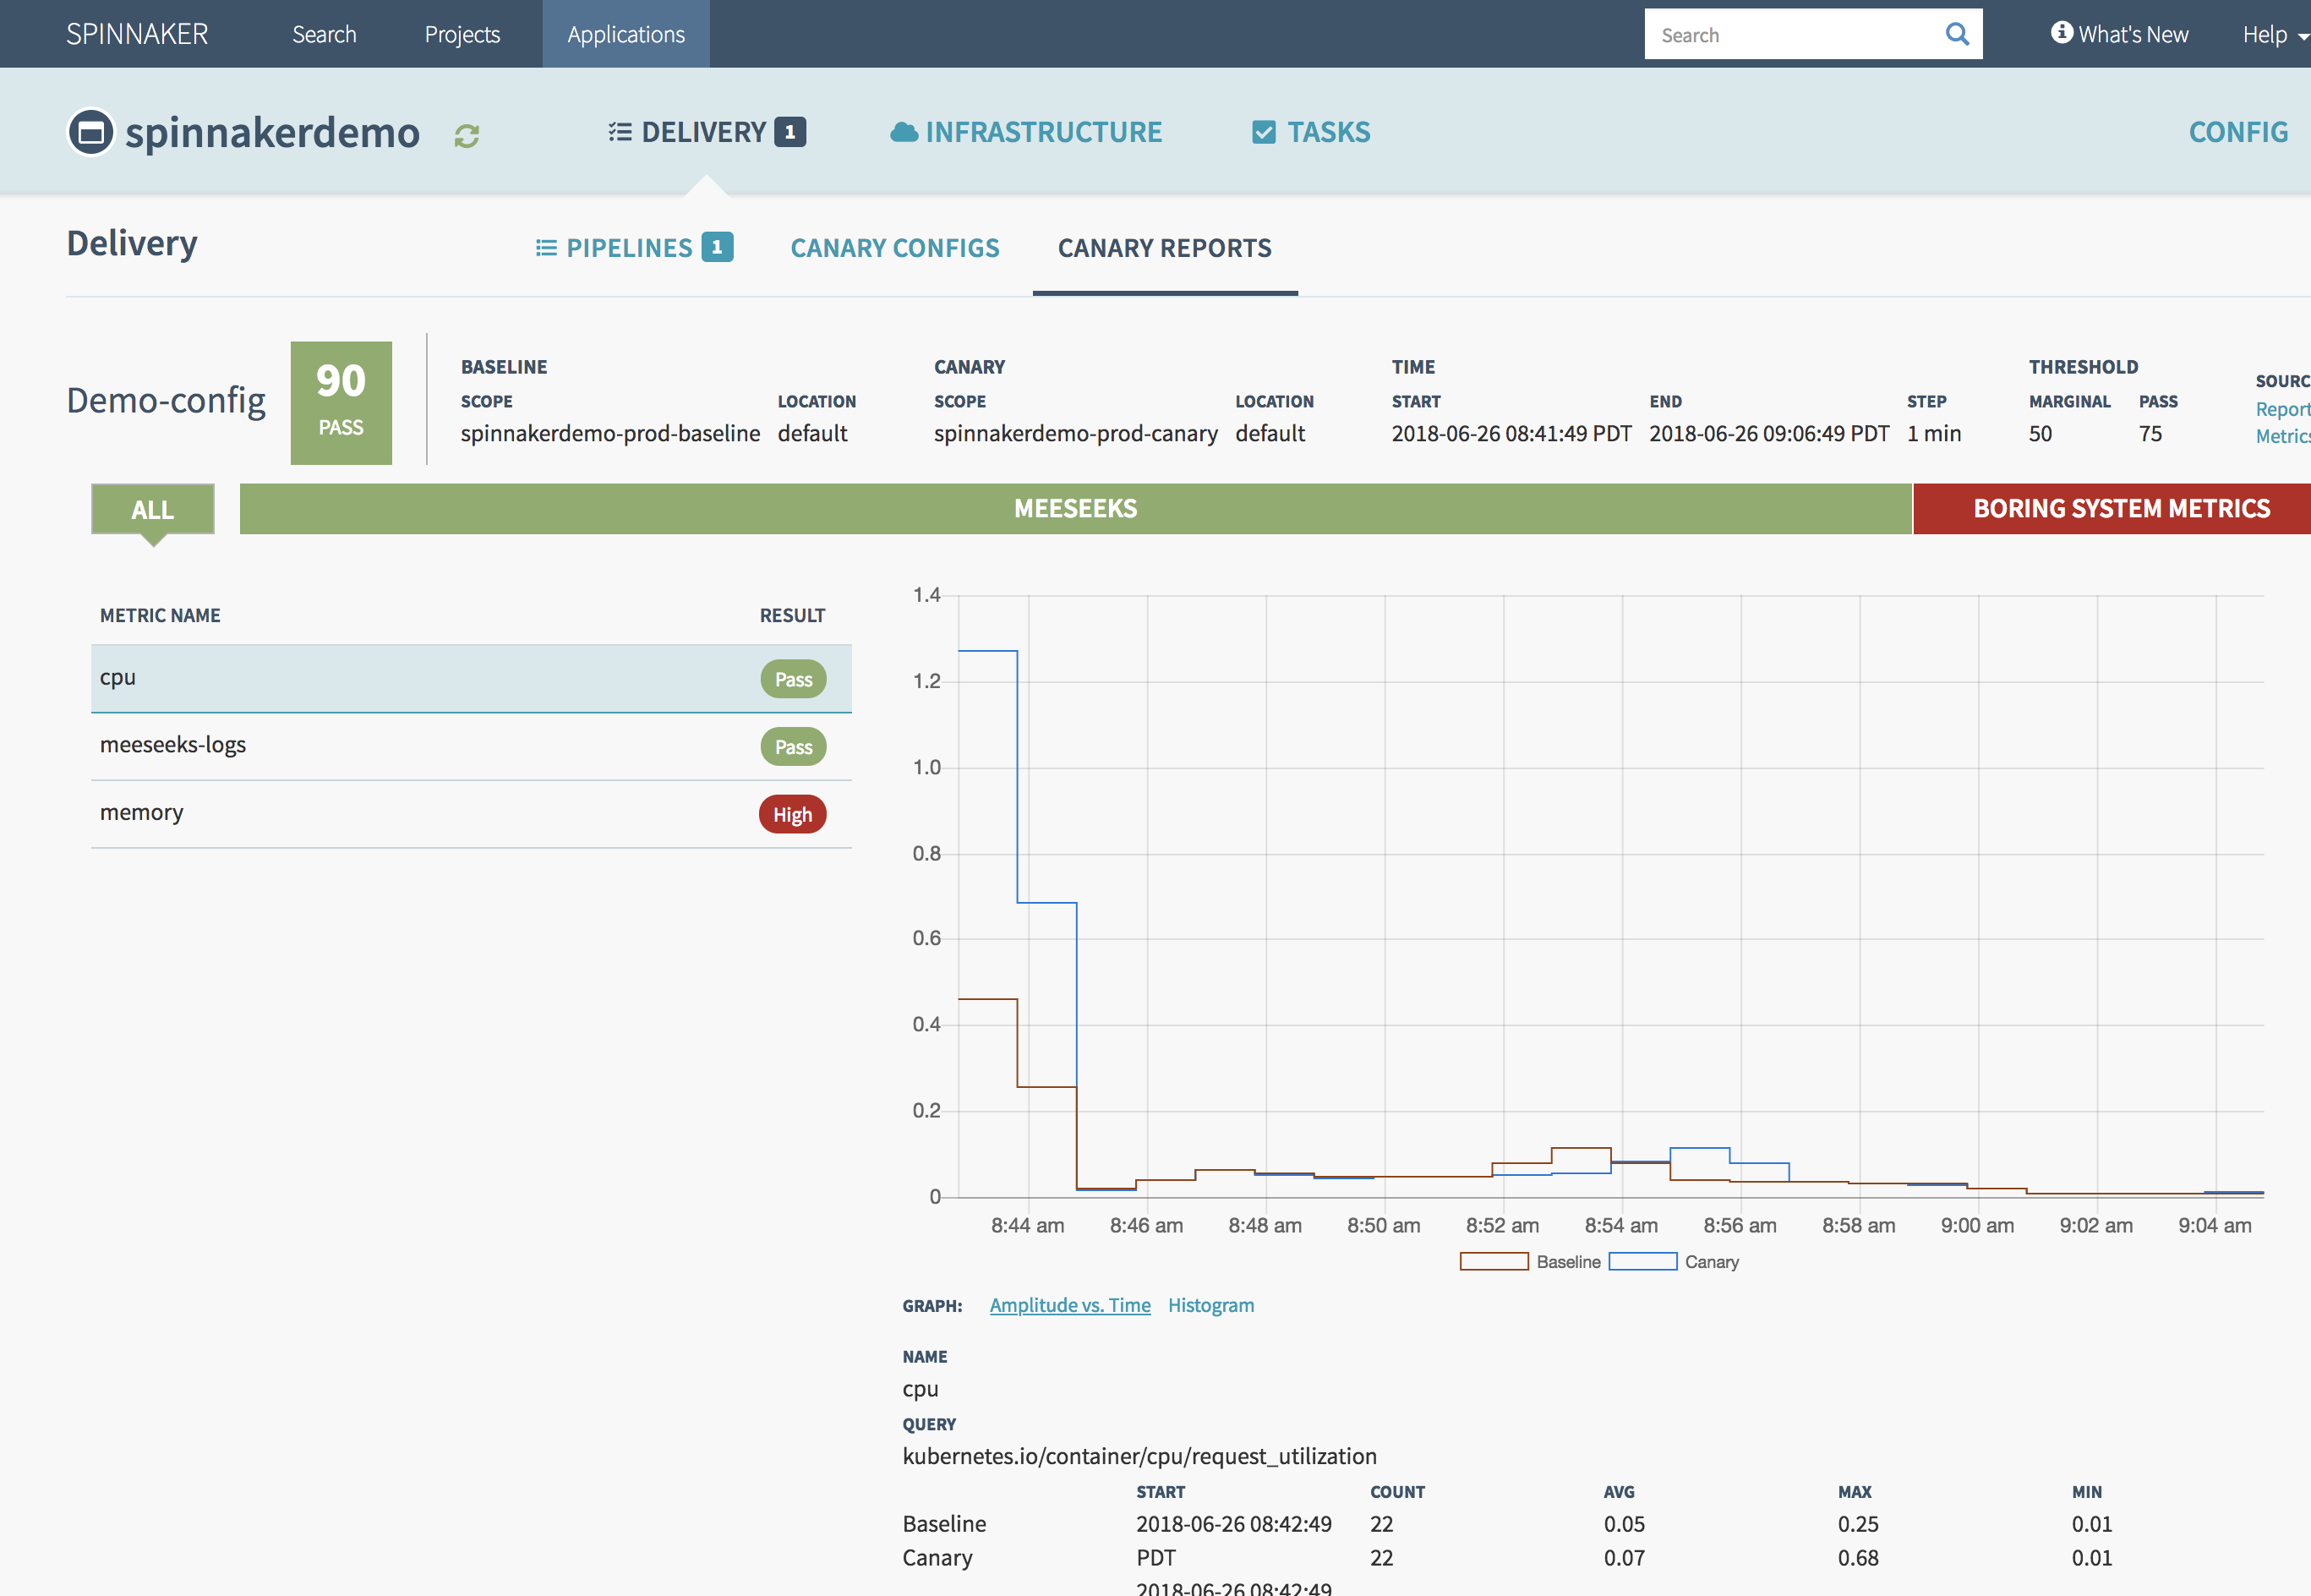 SPINNAKER Search Projects Applications Search What's New Help
spinnakerdemo DELIVERY 1 INFRASTRUCTURE TASKS CONFIG
Delivery PIPELINES 1 CANARY CONFIGS CANARY REPORTS
Demo-config 90 PASS
BASELINE CANARY TIME THRESHOLD
SCOPE LOCATION SCOPE LOCATION START END STEP MARGINAL PASS
spinnakerdemo-prod-baseline default spinnakerdemo-prod-canary default 2018-06-26 08:41:49 PDT 2018-06-26 09:06:49 PDT 1 min 50 75
SOURC
Report
Metrics
ALL MEESEEKS BORING SYSTEM METRICS
METRIC NAME RESULT
cpu Pass
meeseeks-logs Pass
memory High
1.4
1.2
1.0
0.8
0.6
0.4
0.2
0
8:44 am 8:46 am 8:48 am 8:50 am 8:52 am 8:54 am 8:56 am 8:58 am 9:00 am 9:02 am 9:04 am
Baseline Canary
GRAPH: Amplitude vs. Time Histogram
NAME
cpu
QUERY
kubernetes.io/container/cpu/request_utilization
START COUNT AVG MAX MIN
Baseline 2018-06-26 08:42:49 22 0.05 0.25 0.01
Canary PDT 22 0.07 0.68 0.01
2018-06-26 08:42:49